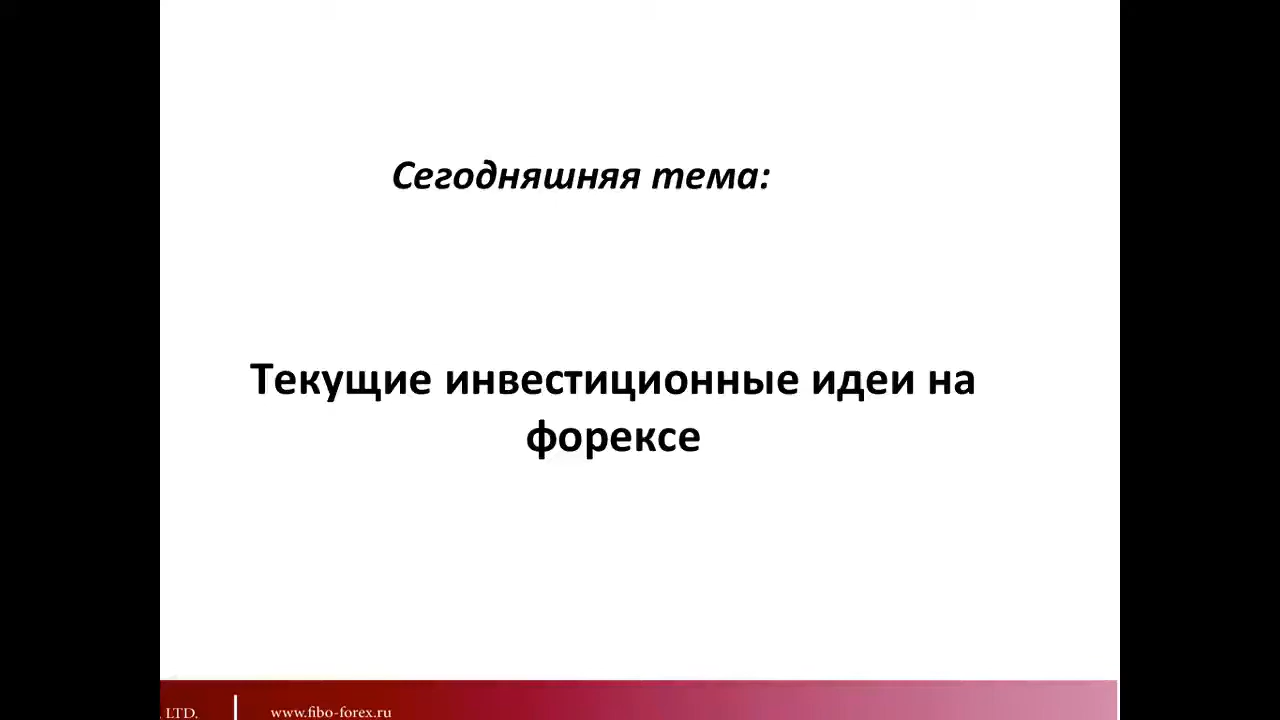 Сегодняшняя тема:
Текущие инвестиционные идеи на
форексе
. LTD.
www.fibo-forex.ru